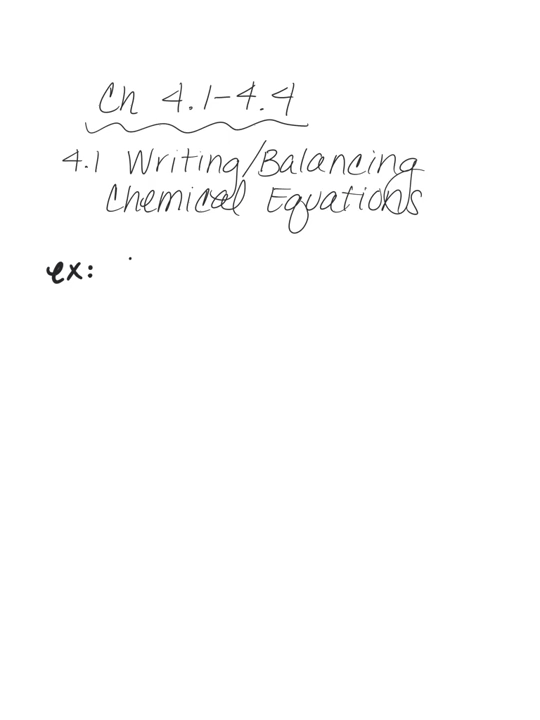 Ch 4.1-4.4
4.1 Writing/Balancing
Chemical Equations
ex: